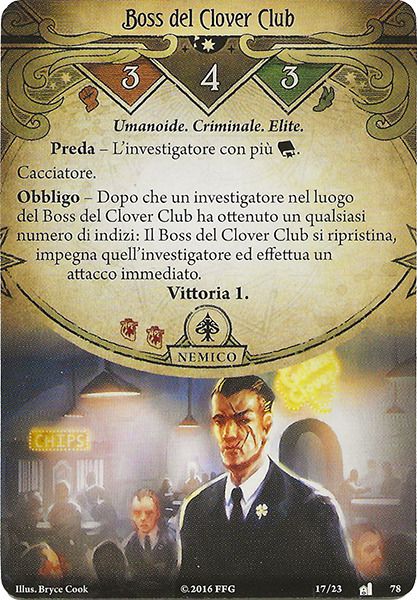 Boss del Clover Club
3 4 3
Umanoide. Criminale. Elite.
Preda – L'investigatore con più .
Cacciatore.
Obbligo – Dopo che un investigatore nel luogo
del Boss del Clover Club ha ottenuto un qualsiasi
numero di indizi: Il Boss del Clover Club si ripristina,
impegna quell'investigatore ed effettua un
attacco immediato.
Vittoria 1.
NEMICO
CHIPS
Illus. Bryce Cook ©2016 FFG 17/23 78